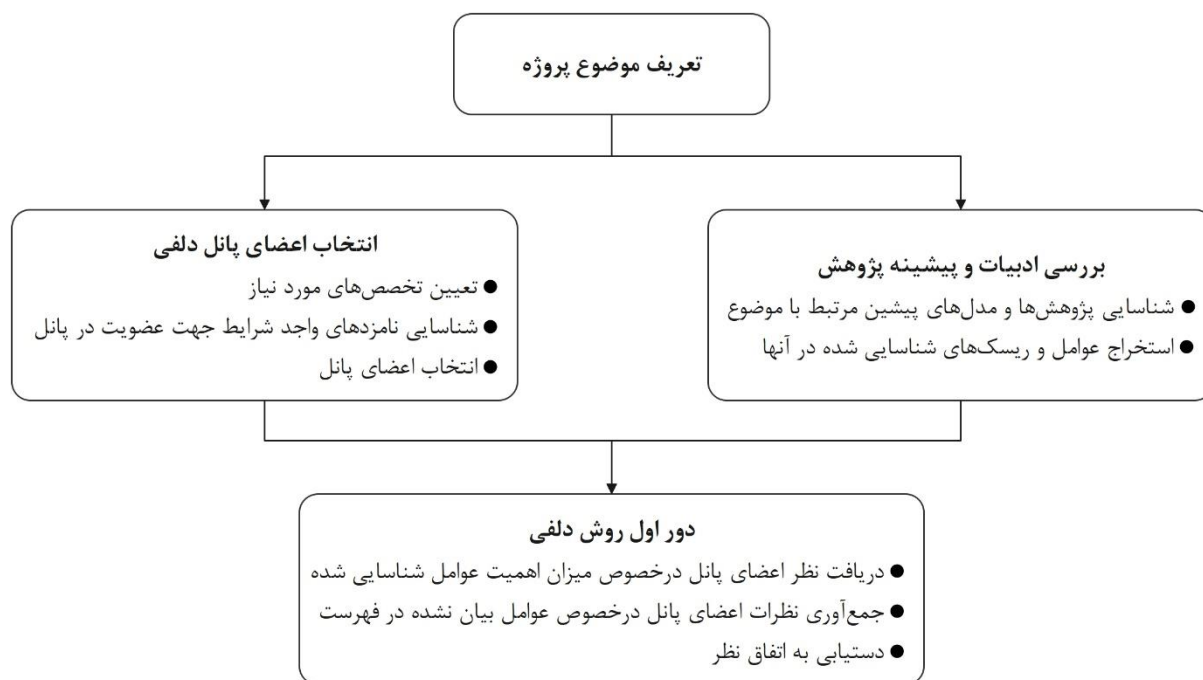 تعریف موضوع پروژه
بررسی ادبیات و پیشینه پژوهش
● شناسایی پژوهش‌ها و مدل‌های پیشین مرتبط با موضوع
● استخراج عوامل و ریسک‌های شناسایی شده در آنها
انتخاب اعضای پانل دلفی
● تعیین تخصص‌های مورد نیاز
● شناسایی نامزدهای واجد شرایط جهت عضویت در پانل
● انتخاب اعضای پانل
دور اول روش دلفی
● دریافت نظر اعضای پانل درخصوص میزان اهمیت عوامل شناسایی شده
● جمع‌آوری نظرات اعضای پانل درخصوص عوامل بیان نشده در فهرست
● دستیابی به اتفاق نظر